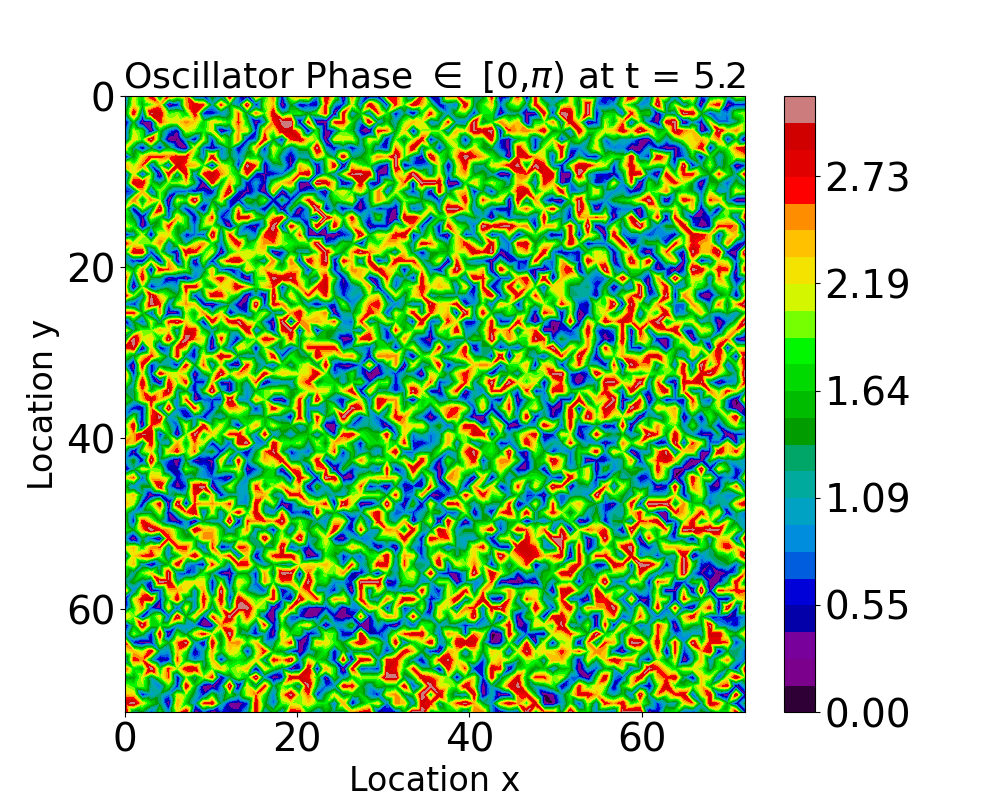 Oscillator Phase ∈ [0,π) at t = 5.2
0
20
40
60
Location y
0 20 40 60
Location x
2.73
2.19
1.64
1.09
0.55
0.00